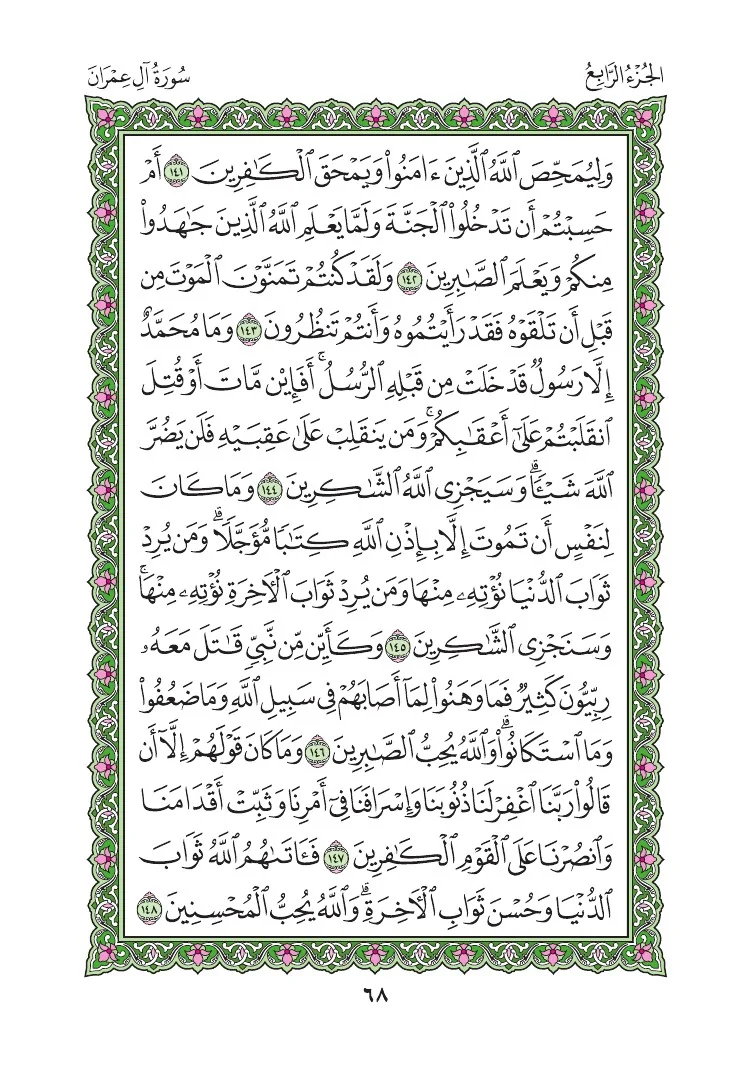 الجُزْءُ الرَّابِعُ
سُورَةُ آلِ عِمْرَانَ
وَلِيُمَحِّصَ ٱللَّهُ ٱلَّذِينَ ءَامَنُواْ وَيَمْحَقَ ٱلْكَٰفِرِينَ ١٤١ أَمْ
حَسِبْتُمْ أَن تَدْخُلُواْ ٱلْجَنَّةَ وَلَمَّا يَعْلَمِ ٱللَّهُ ٱلَّذِينَ جَٰهَدُواْ
مِنكُمْ وَيَعْلَمَ ٱلصَّٰبِرِينَ ١٤٢ وَلَقَدْ كُنتُمْ تَمَنَّوْنَ ٱلْمَوْتَ مِن
قَبْلِ أَن تَلْقَوْهُ فَقَدْ رَأَيْتُمُوهُ وَأَنتُمْ تَنظُرُونَ ١٤٣ وَمَا مُحَمَّدٌ
إِلَّا رَسُولٌ قَدْ خَلَتْ مِن قَبْلِهِ ٱلرُّسُلُ ۚ أَفَإِيْن مَّاتَ أَوْ قُتِلَ
ٱنقَلَبْتُمْ عَلَىٰٓ أَعْقَٰبِكُمْ ۚ وَمَن يَنقَلِبْ عَلَىٰ عَقِبَيْهِ فَلَن يَضُرَّ
ٱللَّهَ شَيْـًٔا ۗ وَسَيَجْزِى ٱللَّهُ ٱلشَّٰكِرِينَ ١٤٤ وَمَا كَانَ
لِنَفْسٍ أَن تَمُوتَ إِلَّا بِإِذْنِ ٱللَّهِ كِتَٰبًا مُّؤَجَّلًا ۗ وَمَن يُرِدْ
ثَوَابَ ٱلدُّنْيَا نُؤْتِهِۦ مِنْهَا وَمَن يُرِدْ ثَوَابَ ٱلْءَاخِرَةِ نُؤْتِهِۦ مِنْهَا ۚ
وَسَنَجْزِى ٱلشَّٰكِرِينَ ١٤٥ وَكَأَيِّن مِّن نَّبِىٍّ قَٰتَلَ مَعَهُۥ
رِبِّيُّونَ كَثِيرٌ فَمَا وَهَنُواْ لِمَآ أَصَابَهُمْ فِى سَبِيلِ ٱللَّهِ وَمَا ضَعُفُواْ
وَمَا ٱسْتَكَانُواْ ۗ وَٱللَّهُ يُحِبُّ ٱلصَّٰبِرِينَ ١٤٦ وَمَا كَانَ قَوْلَهُمْ إِلَّآ أَن
قَالُواْ رَبَّنَا ٱغْفِرْ لَنَا ذُنُوبَنَا وَإِسْرَافَنَا فِىٓ أَمْرِنَا وَثَبِّتْ أَقْدَامَنَا
وَٱنصُرْنَا عَلَى ٱلْقَوْمِ ٱلْكَٰفِرِينَ ١٤٧ فَـَٔاتَىٰهُمُ ٱللَّهُ ثَوَابَ
ٱلدُّنْيَا وَحُسْنَ ثَوَابِ ٱلْءَاخِرَةِ ۗ وَٱللَّهُ يُحِبُّ ٱلْمُحْسِنِينَ ١٤٨
٦٨